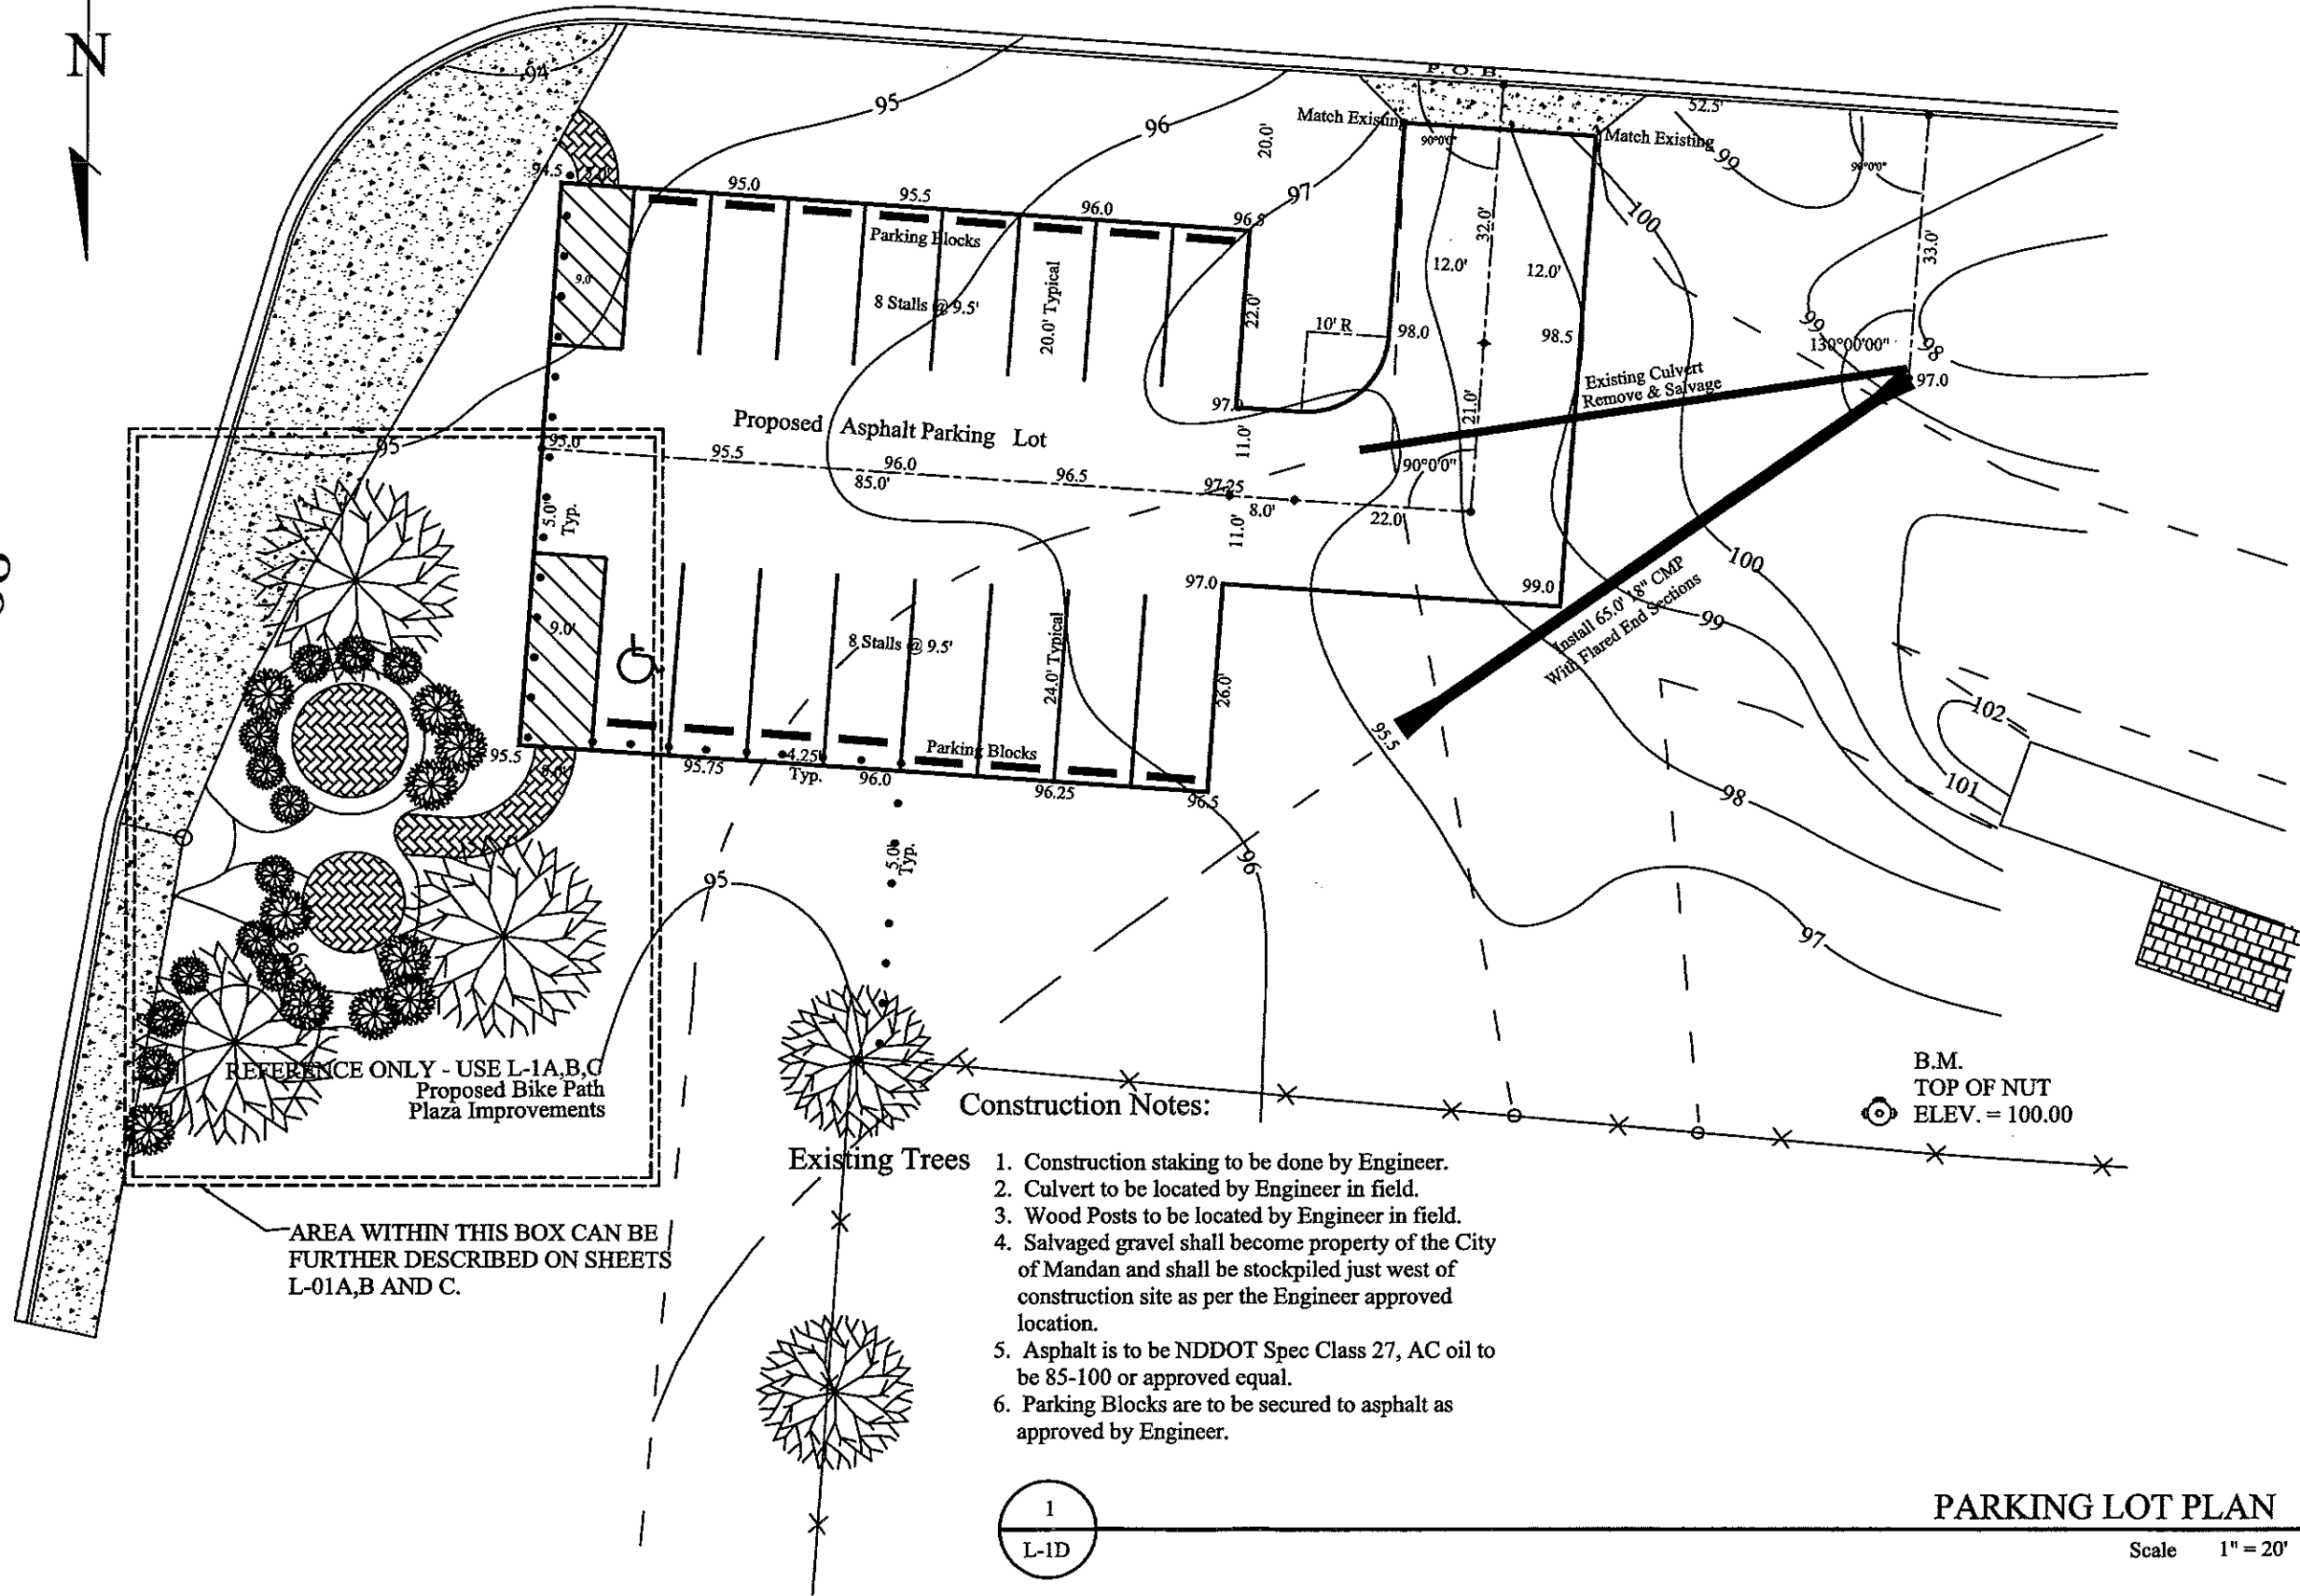 N
94
95
96
97
P. O. B.
52.5'
Match Existing
Match Existing
99
90°0'0"
90°0'0"
20.0'
94.5
95.0
95.5
96.0
96.5
Parking Blocks
9.0'
8 Stalls @ 9.5'
20.0' Typical
22.0'
10' R
98.0
12.0'
32.0'
12.0'
98.5
100
33.0'
99
130°00'00"
98
97.0
Existing Culvert
Remove & Salvage
21.0'
97.0
11.0'
90°0'0"
Proposed Asphalt Parking Lot
95
95.0
95.5
96.0
96.5
97.25
85.0'
8.0'
22.0'
11.0'
5.0'
Typ.
97.0
99.0
100
99
Install 65.0' 18" CMP
With Flared End Sections
9.0'
8 Stalls @ 9.5'
24.0' Typical
26.0'
95.5
95.5
95.75
4.25'
Typ.
96.0
Parking Blocks
96.25
96.5
102
101
98
97
96
95
5.0'
Typ.
96
REFERENCE ONLY - USE L-1A,B,C
Proposed Bike Path
Plaza Improvements
B.M.
TOP OF NUT
ELEV. = 100.00
Existing Trees
AREA WITHIN THIS BOX CAN BE
FURTHER DESCRIBED ON SHEETS
L-01A,B AND C.
Construction Notes:
1. Construction staking to be done by Engineer.
2. Culvert to be located by Engineer in field.
3. Wood Posts to be located by Engineer in field.
4. Salvaged gravel shall become property of the City
of Mandan and shall be stockpiled just west of
construction site as per the Engineer approved
location.
5. Asphalt is to be NDDOT Spec Class 27, AC oil to
be 85-100 or approved equal.
6. Parking Blocks are to be secured to asphalt as
approved by Engineer.
1
L-1D
PARKING LOT PLAN
Scale 1" = 20'